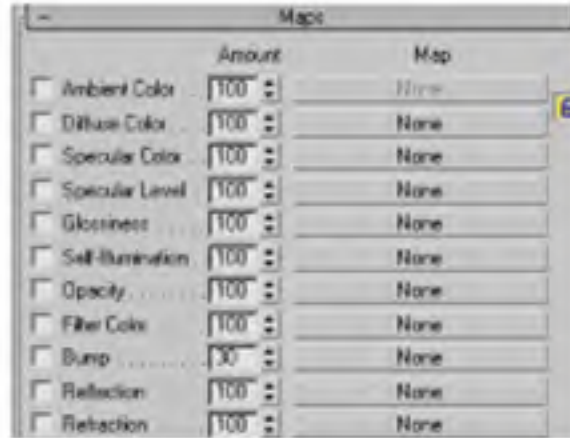 - Maps
Amount Map
Ambient Color 100 None
Diffuse Color 100 None
Specular Color 100 None
Specular Level 100 None
Glossiness 100 None
Self-Illumination 100 None
Opacity 100 None
Filter Color 100 None
Bump 30 None
Reflection 100 None
Refraction 100 None